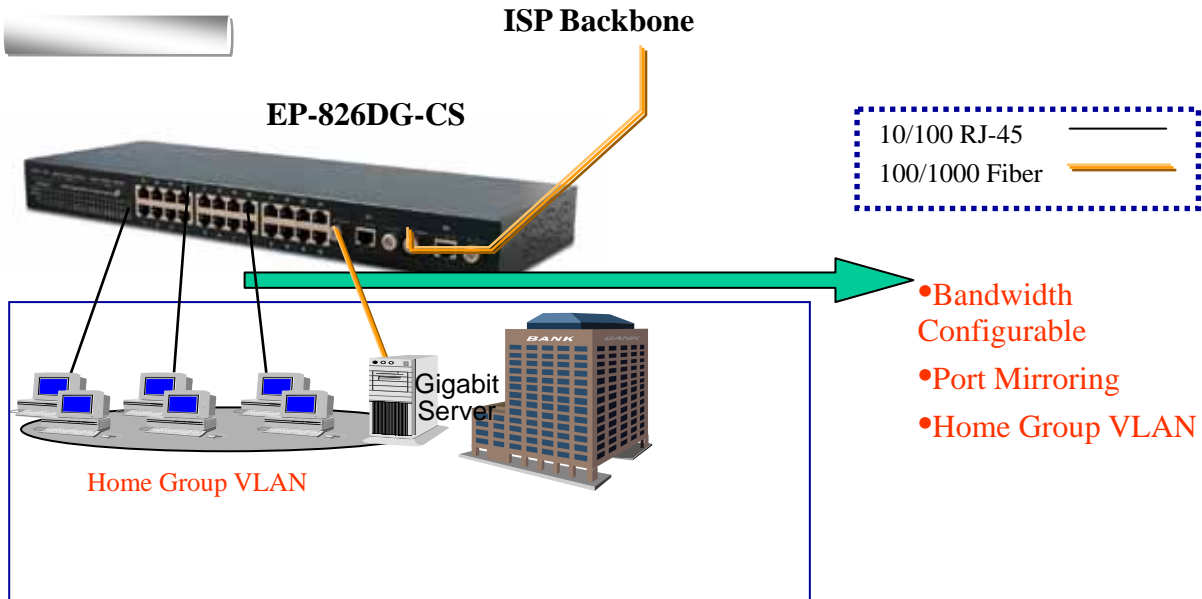 ISP Backbone
EP-826DG-CS
10/100 RJ-45
100/1000 Fiber
•Bandwidth
Configurable
•Port Mirroring
•Home Group VLAN
BANK
BANK
Gigabit
Server
Home Group VLAN